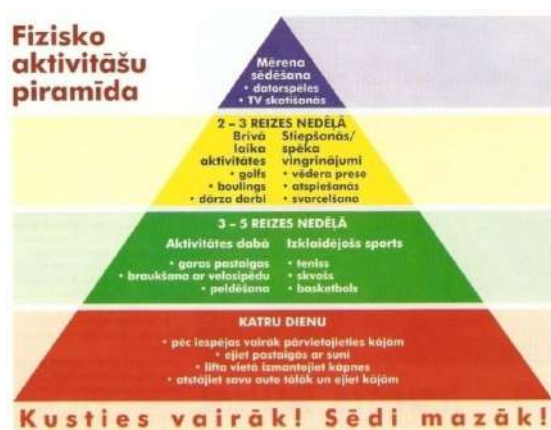 Fizisko
aktivitāšu
piramīda
Mērena
sēdēšana
• datorspēles
• TV skatīšanās
2 – 3 REIZES NEDĒĻĀ
Brīvā
laika
aktivitātes
• golfs
• boulings
• dārza darbi
Stiepšanās/
spēka
vingrinājumi
• vēdera prese
• atspiešanās
• svarcelšana
3 – 5 REIZES NEDĒĻĀ
Aktivitātes dabā
• garas pastaigas
• braukšana ar velosipēdu
• peldēšana
Izklaidējošs sports
• teniss
• skvošs
• basketbols
KATRU DIENU
• pēc iespējas vairāk pārvietojieties kājām
• ejiet pastaigās ar suni
• lifta vietā izmantojiet kāpnes
• atstājiet savu auto tālāk un ejiet kājām
Kusties vairāk! Sēdi mazāk!